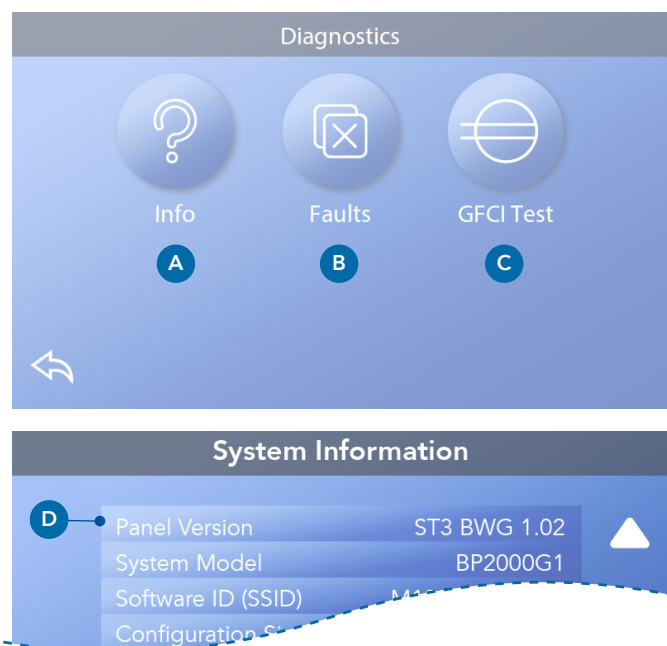 Diagnostics
Info Faults GFCI Test
A B C
System Information
D Panel Version ST3 BWG 1.02
System Model BP2000G1
Software ID (SSID)
Configuration